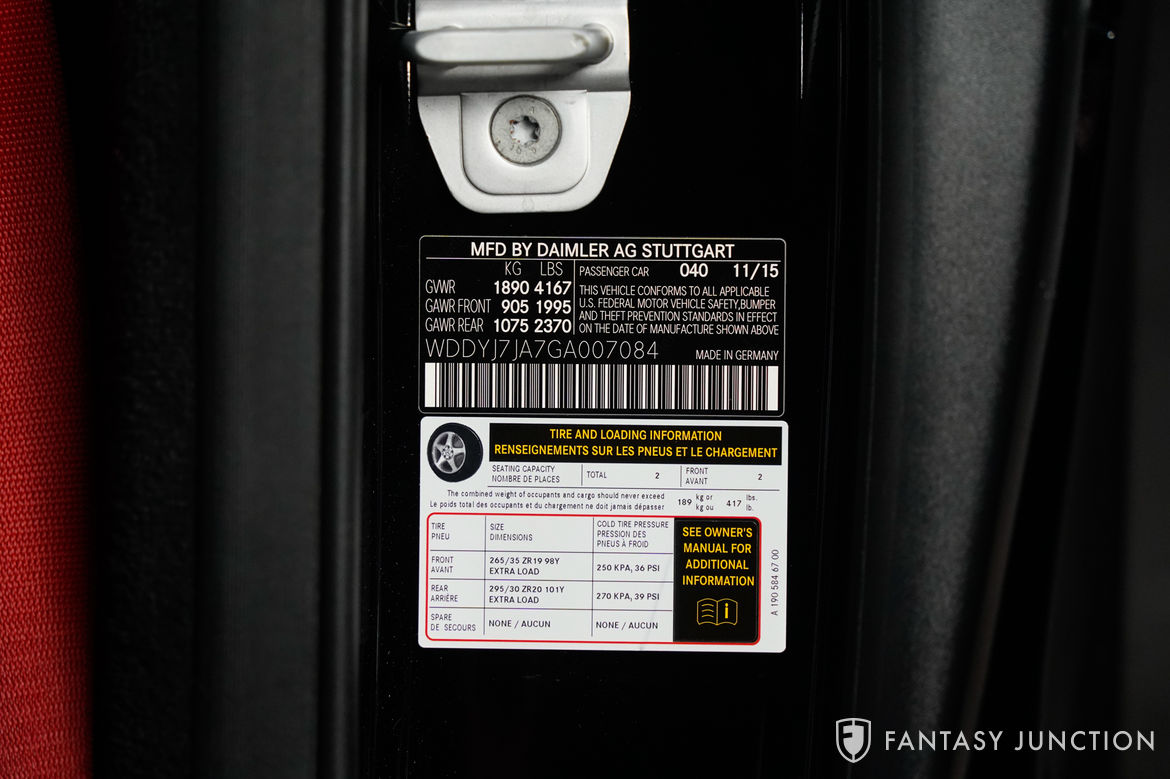 MFD BY DAIMLER AG STUTTGART
KG LBS
GVWR 1890 4167
GAWR FRONT 905 1995
GAWR REAR 1075 2370
PASSENGER CAR 040 11/15
THIS VEHICLE CONFORMS TO ALL APPLICABLE
U.S. FEDERAL MOTOR VEHICLE SAFETY,BUMPER
AND THEFT PREVENTION STANDARDS IN EFFECT
ON THE DATE OF MANUFACTURE SHOWN ABOVE
WDDYJ7JA7GA007084
MADE IN GERMANY
TIRE AND LOADING INFORMATION
RENSEIGNEMENTS SUR LES PNEUS ET LE CHARGEMENT
SEATING CAPACITY
NOMBRE DE PLACES
TOTAL 2
FRONT
AVANT
2
The combined weight of occupants and cargo should never exceed
Le poids total des occupants et du chargement ne doit jamais dépasser
189 kg or
kg ou
417 lbs.
lb.
TIRE
PNEU
SIZE
DIMENSIONS
COLD TIRE PRESSURE
PRESSION DES
PNEUS À FROID
FRONT
AVANT
265/35 ZR19 98Y
EXTRA LOAD
250 KPA, 36 PSI
REAR
ARRIÈRE
295/30 ZR20 101Y
EXTRA LOAD
270 KPA, 39 PSI
SPARE
DE SECOURS
NONE / AUCUN
NONE / AUCUN
SEE OWNER'S
MANUAL FOR
ADDITIONAL
INFORMATION
A 190 584 67 00
FANTASY JUNCTION